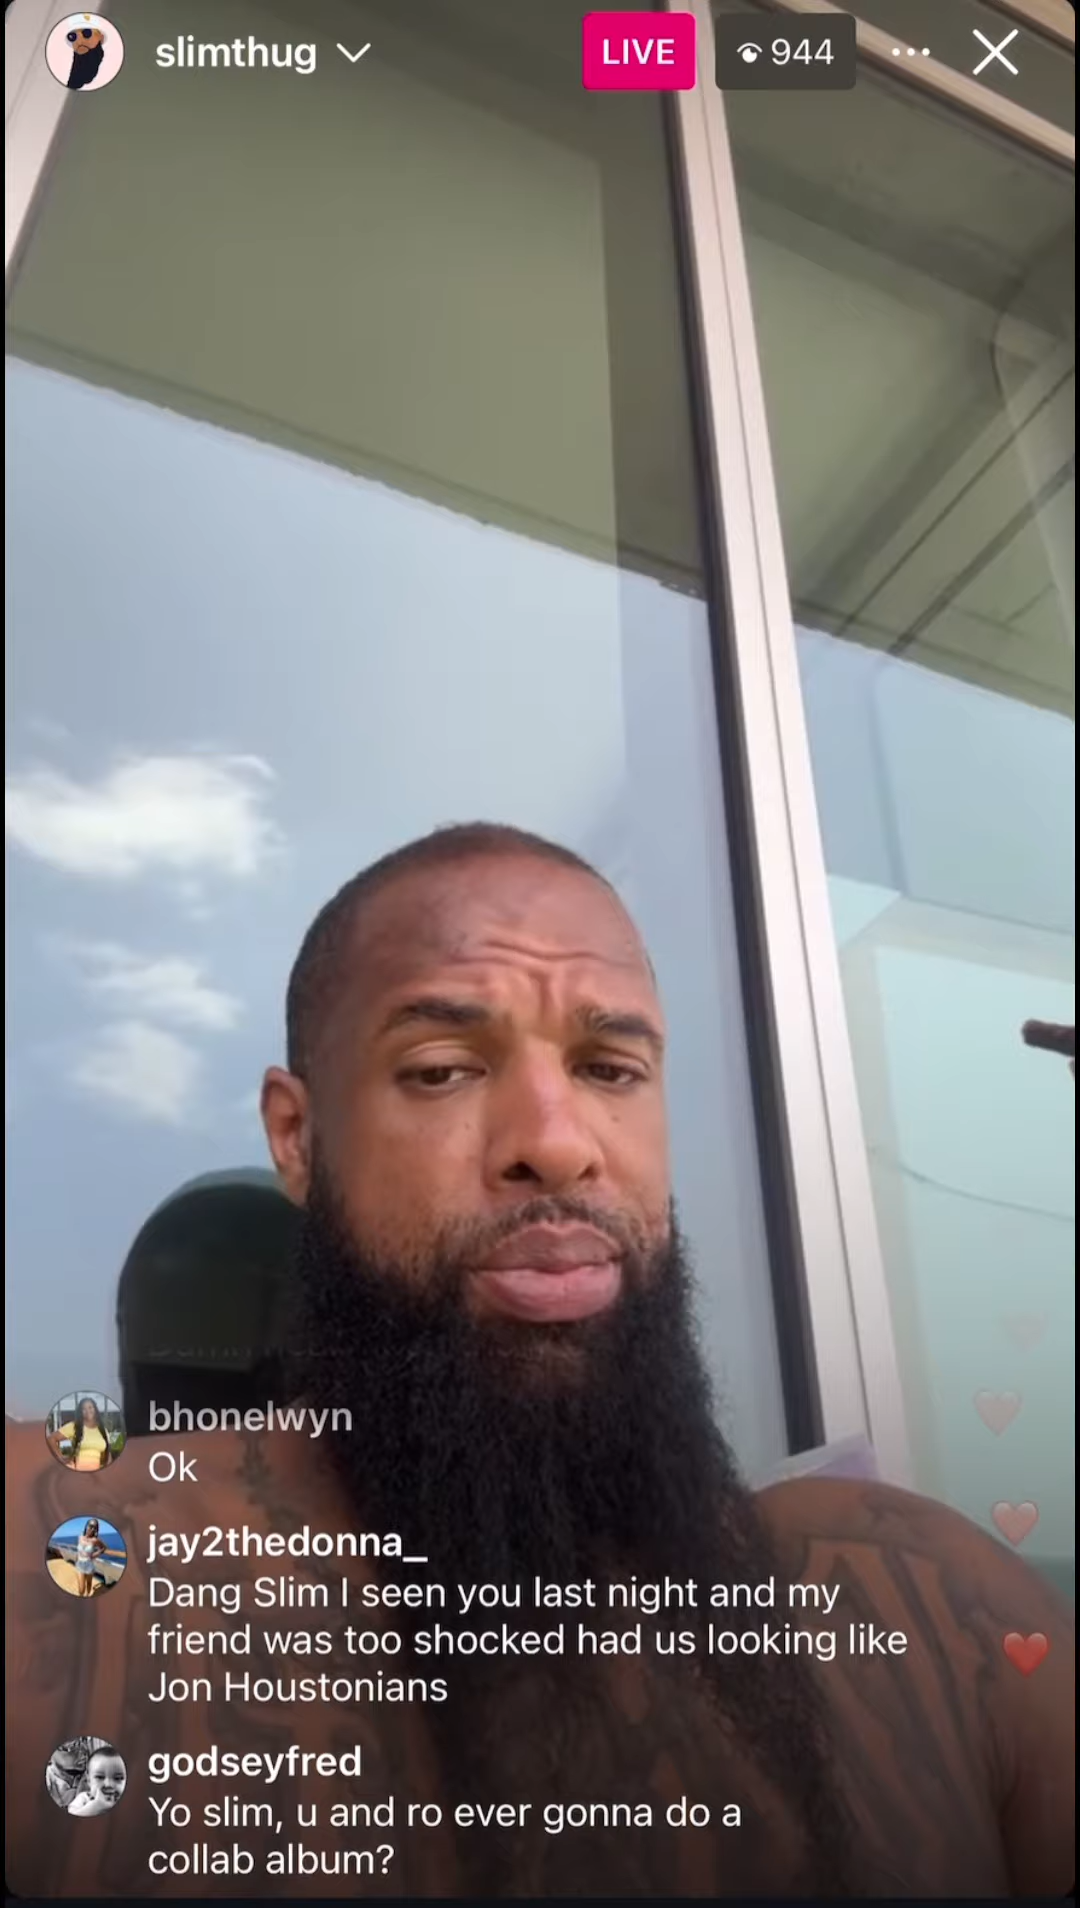 slimthug
LIVE
944
bhonelwyn
Ok
jay2thedonna_
Dang Slim I seen you last night and my
friend was too shocked had us looking like
Jon Houstonians
godseyfred
Yo slim, u and ro ever gonna do a
collab album?